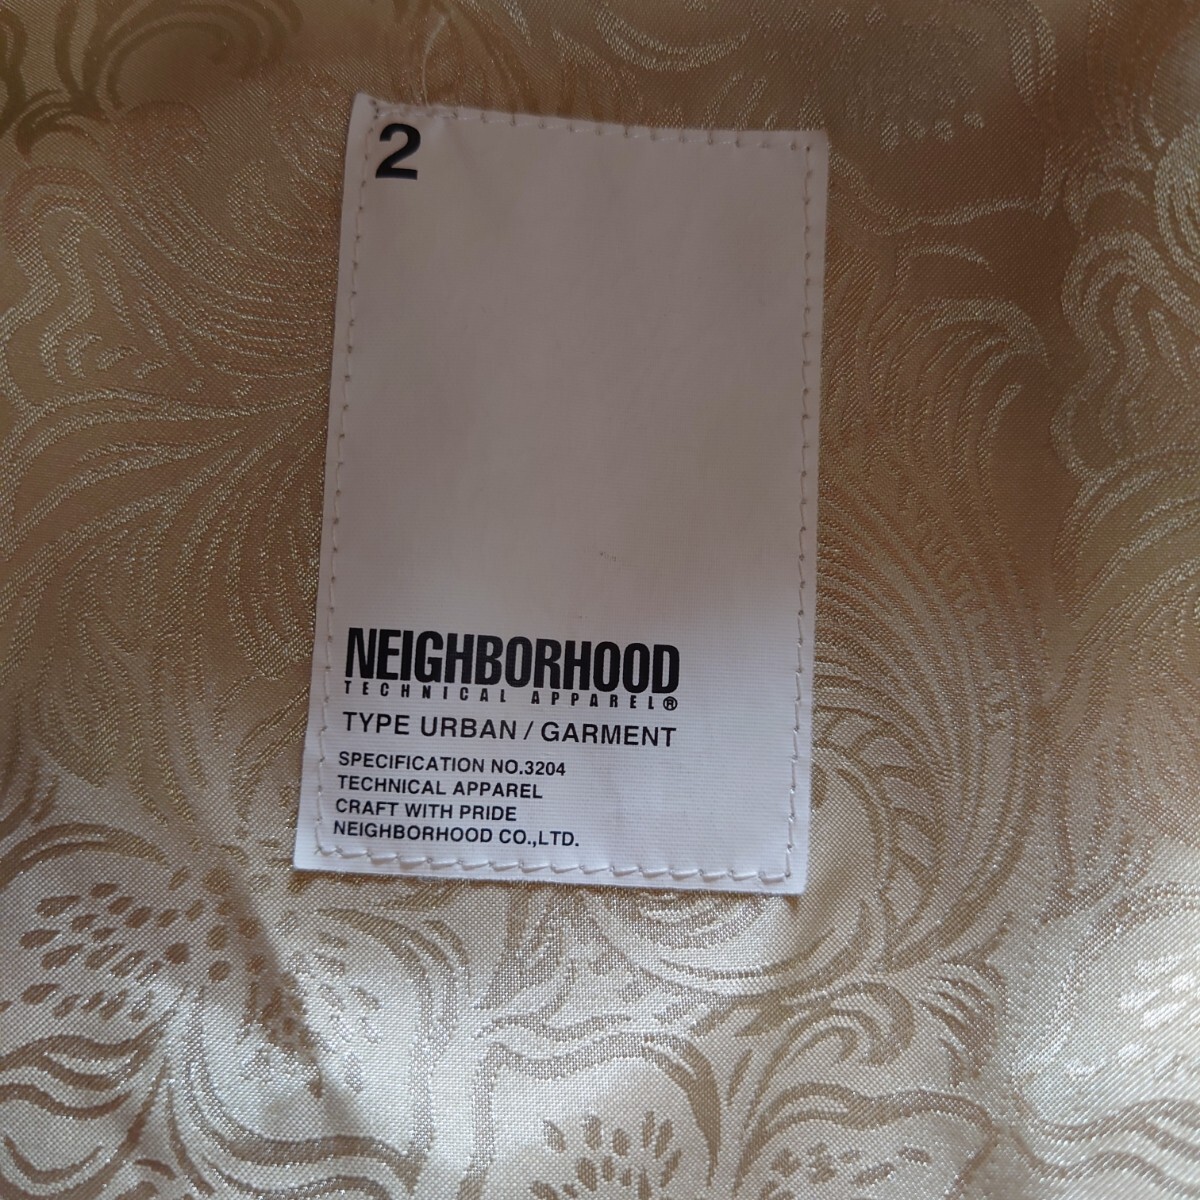 2
NEIGHBORHOOD
TECHNICAL APPAREL®
TYPE URBAN / GARMENT
SPECIFICATION NO.3204
TECHNICAL APPAREL
CRAFT WITH PRIDE
NEIGHBORHOOD CO.,LTD.